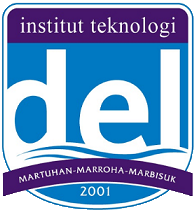 institut teknologi
del
MARTUHAN-MARROHA-MARBISUK
2001